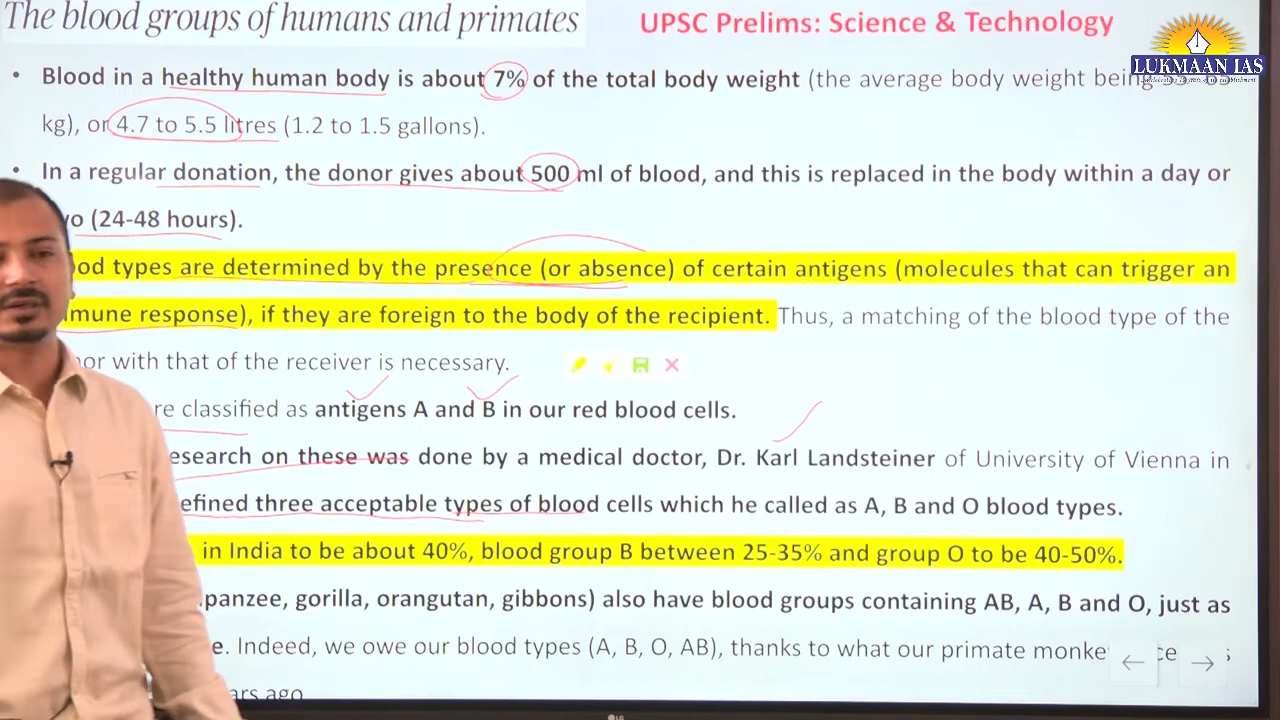 The blood groups of humans and primates
UPSC Prelims: Science & Technology
LUKMAAN IAS
• Blood in a healthy human body is about 7% of the total body weight (the average body weight being
kg), or 4.7 to 5.5 litres (1.2 to 1.5 gallons).
• In a regular donation, the donor gives about 500 ml of blood, and this is replaced in the body within a day or
(24-48 hours).
types are determined by the presence (or absence) of certain antigens (molecules that can trigger an
mune response), if they are foreign to the body of the recipient. Thus, a matching of the blood type of the
or with that of the receiver is necessary.
re classified as antigens A and B in our red blood cells.
esearch on these was done by a medical doctor, Dr. Karl Landsteiner of University of Vienna in
efined three acceptable types of blood cells which he called as A, B and O blood types.
in India to be about 40%, blood group B between 25-35% and group O to be 40-50%.
panzee, gorilla, orangutan, gibbons) also have blood groups containing AB, A, B and O, just as
e. Indeed, we owe our blood types (A, B, O, AB), thanks to what our primate monke
ars ago
LG